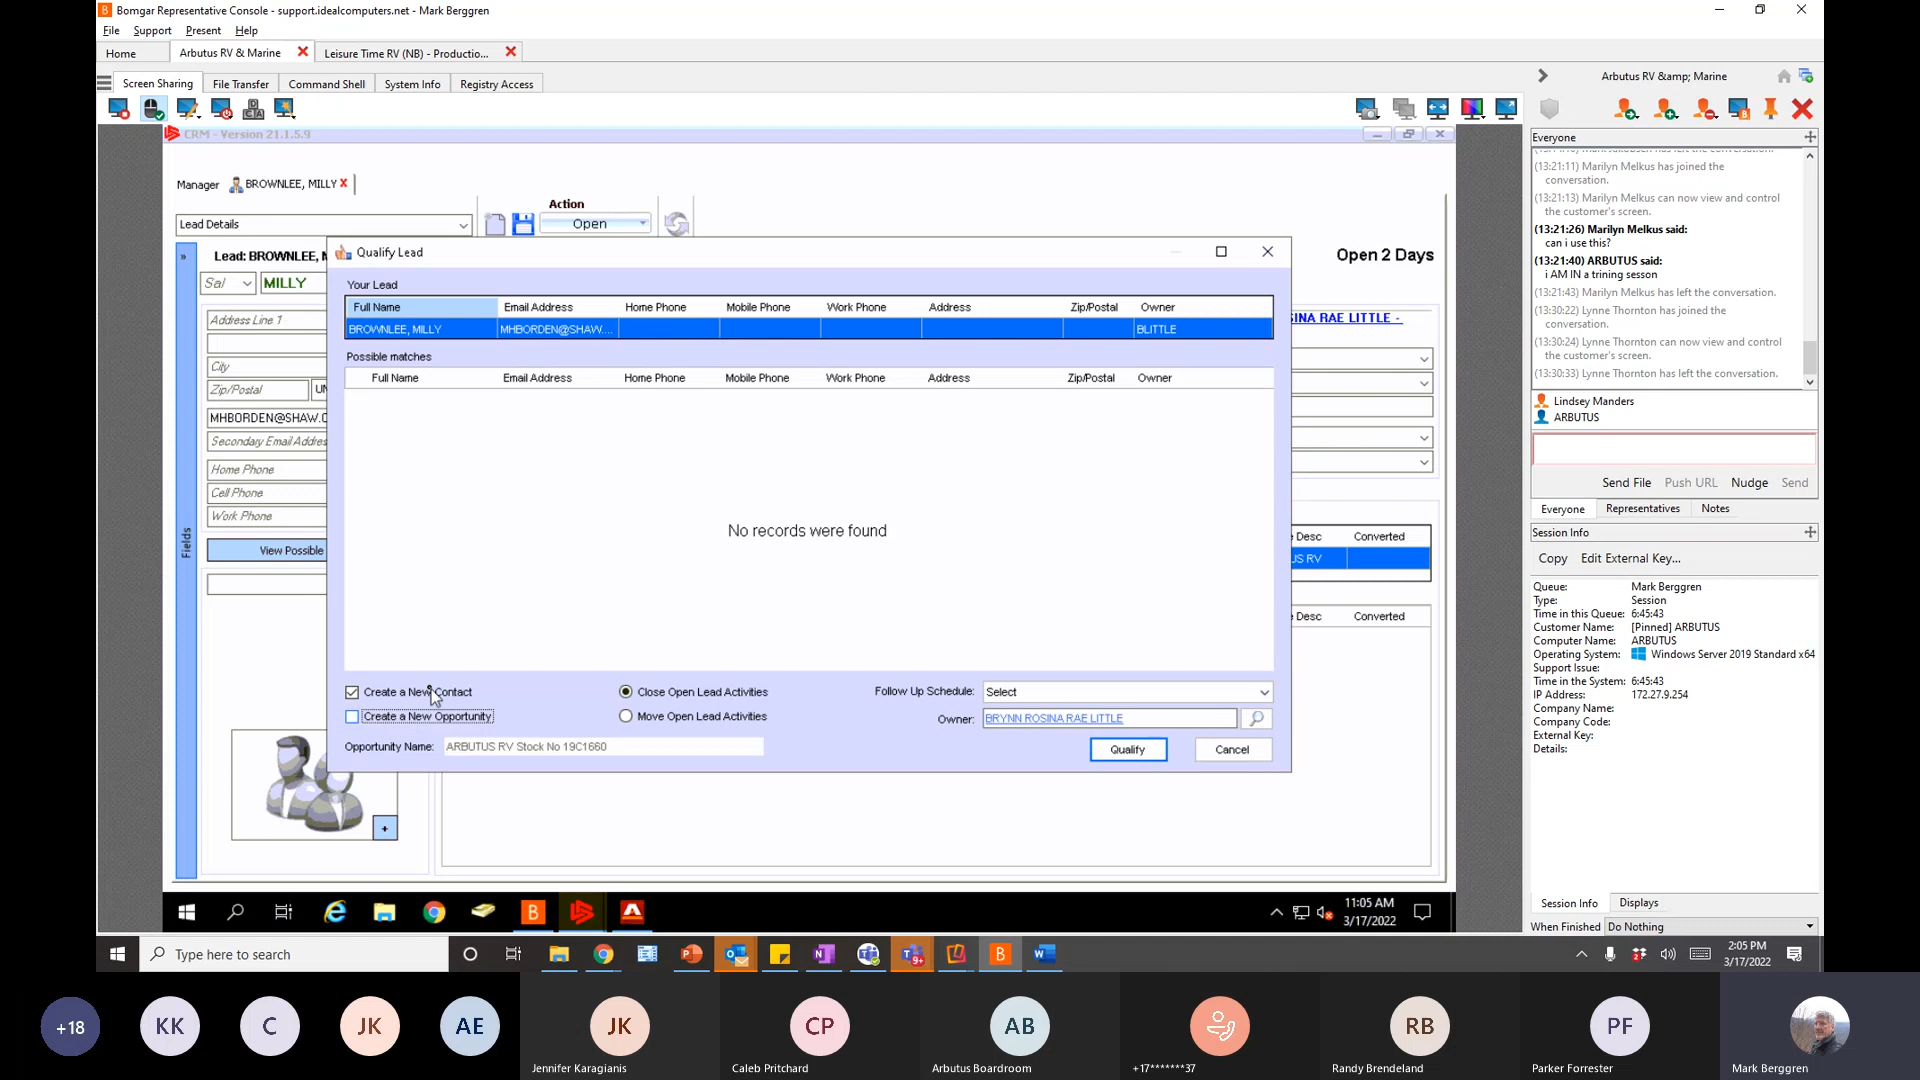 Bomgar Representative Console - support.idealcomputers.net - Mark Berggren
File Support Present Help
Home Arbutus RV & Marine Leisure Time RV (NB) - Productio...
Screen Sharing File Transfer Command Shell System Info Registry Access
Arbutus RV &amp; Marine
CRM - Version 21.1.5.9
Manager BROWNLEE, MILLY
Action
Lead Details Open
Lead: BROWNLEE, Open 2 Days
Sal MILLY
Address Line 1
City
Zip/Postal
MHBORDEN@SHAW.C
Secondary Email Addre
Home Phone
Cell Phone
Work Phone
View Possible
Fields
INA RAE LITTLE -
Desc Converted
US RV
Desc Converted
Qualify Lead
Your Lead
Full Name Email Address Home Phone Mobile Phone Work Phone Address Zip/Postal Owner
BROWNLEE, MILLY MHBORDEN@SHAW.... BLITTLE
Possible matches
Full Name Email Address Home Phone Mobile Phone Work Phone Address Zip/Postal Owner
No records were found
Create a New Contact Close Open Lead Activities Follow Up Schedule: Select
Create a New Opportunity Move Open Lead Activities Owner: BRYNN ROSINA RAE LITTLE
Opportunity Name: ARBUTUS RV Stock No 19C1660 Qualify Cancel
+
11:05 AM
3/17/2022
Everyone
(13:21:11) Marilyn Melkus has joined the
conversation.
(13:21:13) Marilyn Melkus can now view and control
the customer's screen.
(13:21:26) Marilyn Melkus said:
can i use this?
(13:21:40) ARBUTUS said:
i AM IN a trining sesson
(13:21:43) Marilyn Melkus has left the conversation.
(13:30:22) Lynne Thornton has joined the
conversation.
(13:30:24) Lynne Thornton can now view and control
the customer's screen.
(13:30:33) Lynne Thornton has left the conversation.
Lindsey Manders
ARBUTUS
Send File Push URL Nudge Send
Everyone Representatives Notes
Session Info
Copy Edit External Key...
Queue: Mark Berggren
Type: Session
Time in this Queue: 6:45:43
Customer Name: [Pinned] ARBUTUS
Computer Name: ARBUTUS
Operating System: Windows Server 2019 Standard x64
Support Issue:
Time in the System: 6:45:43
IP Address: 172.27.9.254
Company Name:
Company Code:
External Key:
Details:
Session Info Displays
When Finished Do Nothing
Type here to search
2:05 PM
3/17/2022
+18 KK C JK AE JK CP AB RB PF
Jennifer Karagianis Caleb Pritchard Arbutus Boardroom +17*******37 Randy Brendeland Parker Forrester Mark Berggren